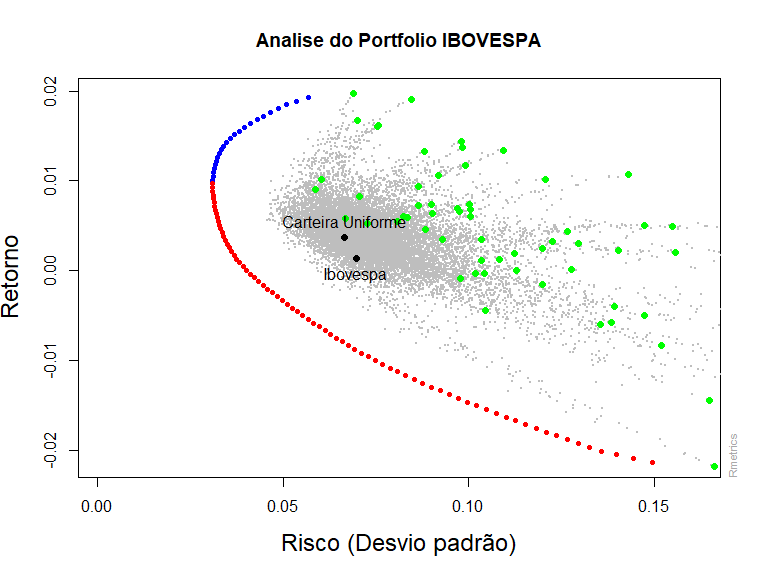 Analise do Portfolio IBOVESPA
Retorno
0.02
0.01
0.00
-0.01
-0.02
Carteira Uniforme
Ibovespa
Rmetrics
0.00 0.05 0.10 0.15
Risco (Desvio padrão)